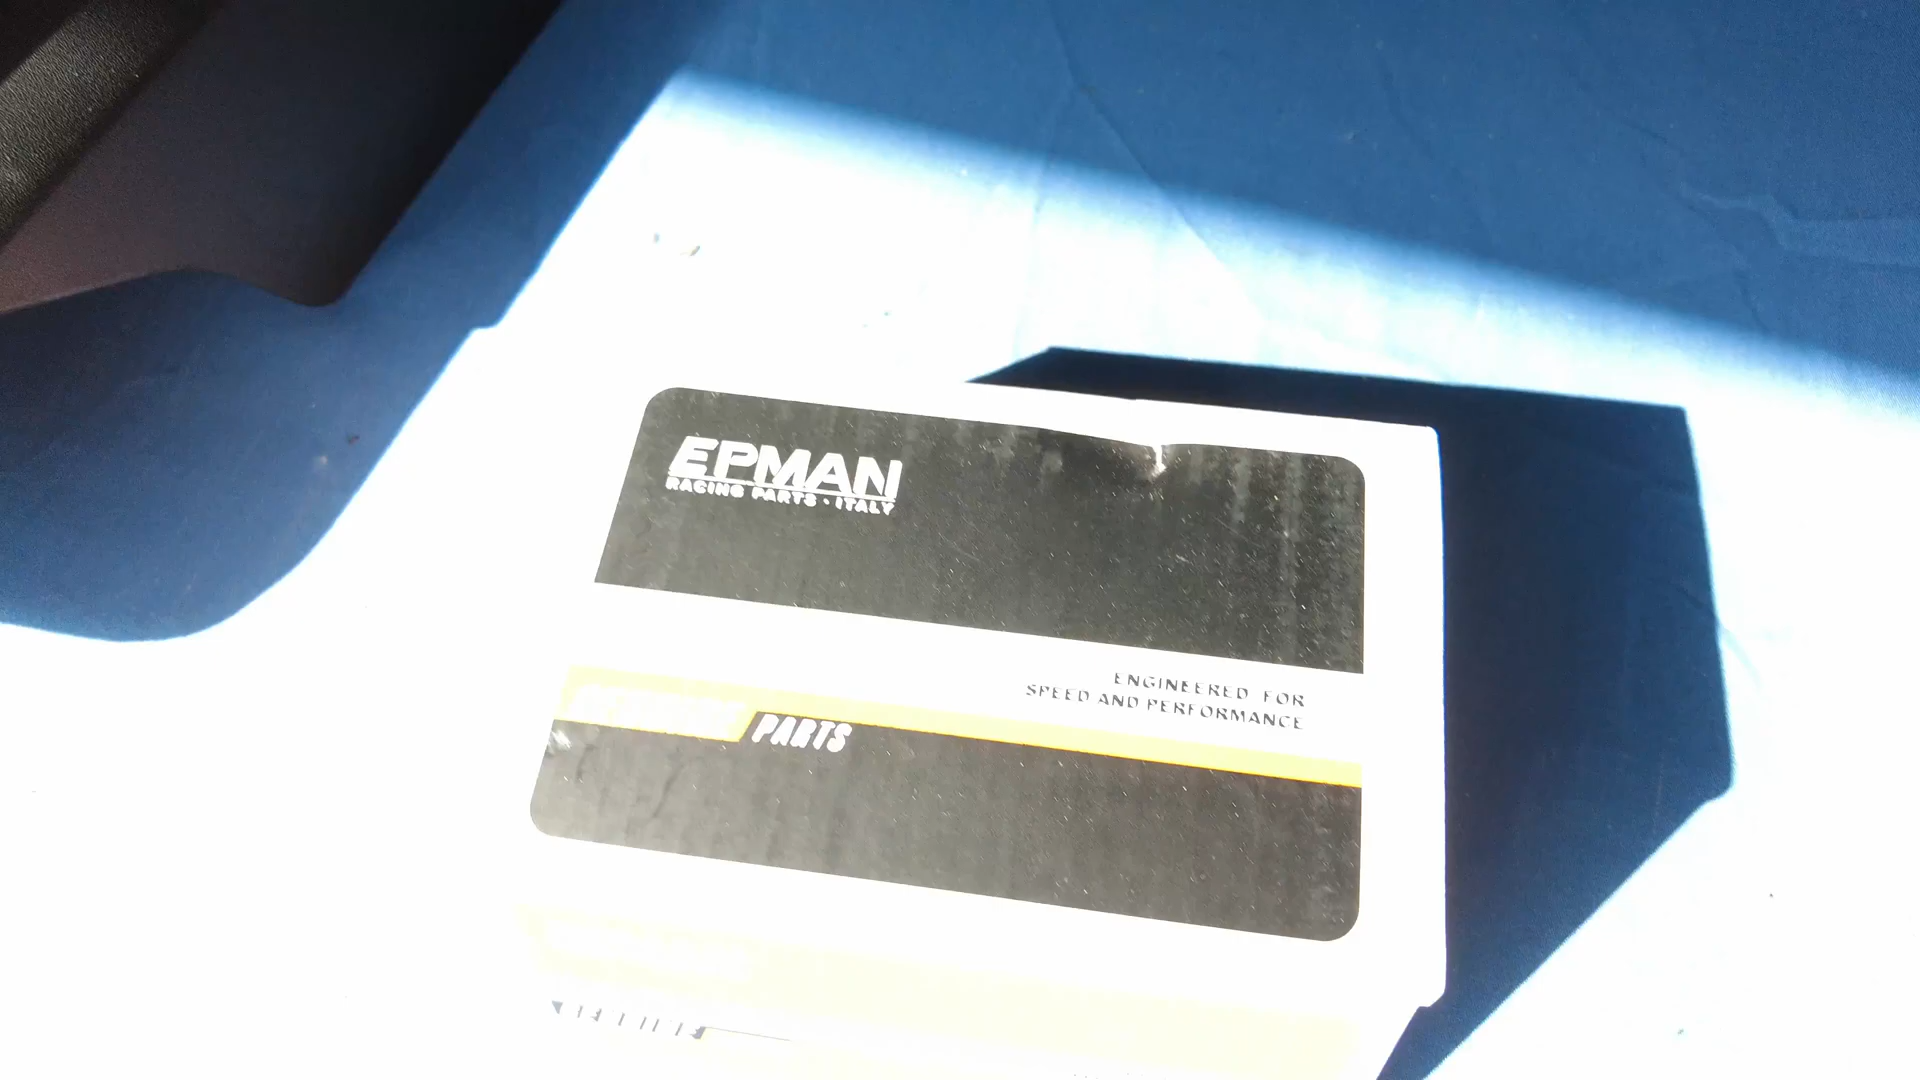 EPMAN
RACING PARTS • ITALY
ENGINEERED FOR
SPEED AND PERFORMANCE
PARTS